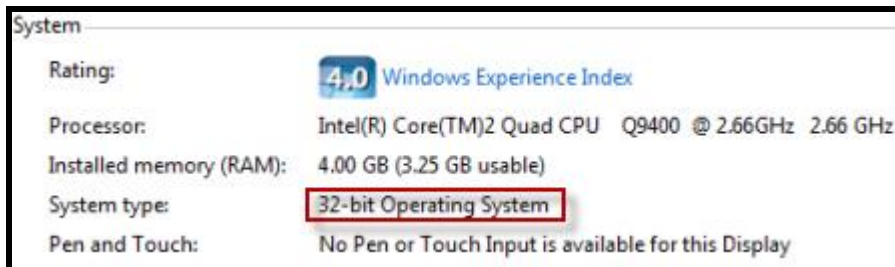 System
Rating: 4.0 Windows Experience Index
Processor: Intel(R) Core(TM)2 Quad CPU Q9400 @ 2.66GHz 2.66 GHz
Installed memory (RAM): 4.00 GB (3.25 GB usable)
System type: 32-bit Operating System
Pen and Touch: No Pen or Touch Input is available for this Display